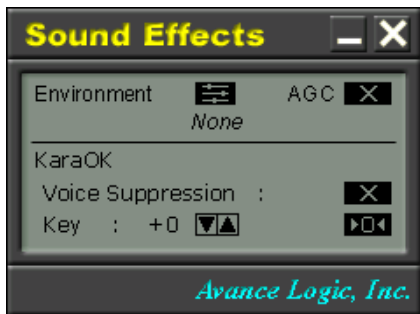 Sound Effects
Environment AGC
None
KaraOK
Voice Suppression :
Key : +0
Avance Logic, Inc.